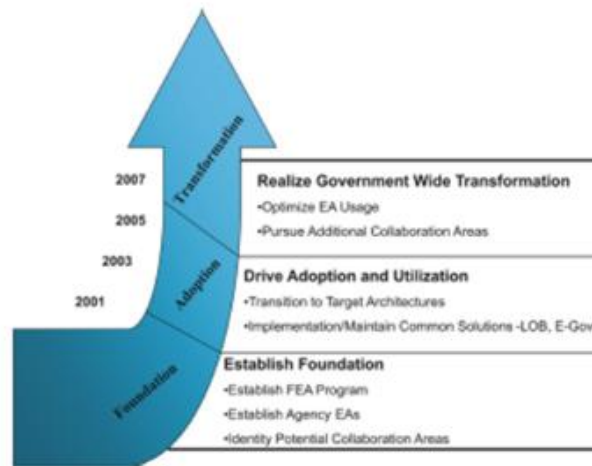 2007
Transformation
Realize Government Wide Transformation
•Optimize EA Usage
•Pursue Additional Collaboration Areas
2005
2003
Adoption
Drive Adoption and Utilization
•Transition to Target Architectures
•Implementation/Maintain Common Solutions -LOB, E-Gov
2001
Foundation
Establish Foundation
•Establish FEA Program
•Establish Agency EAs
•Identity Potential Collaboration Areas